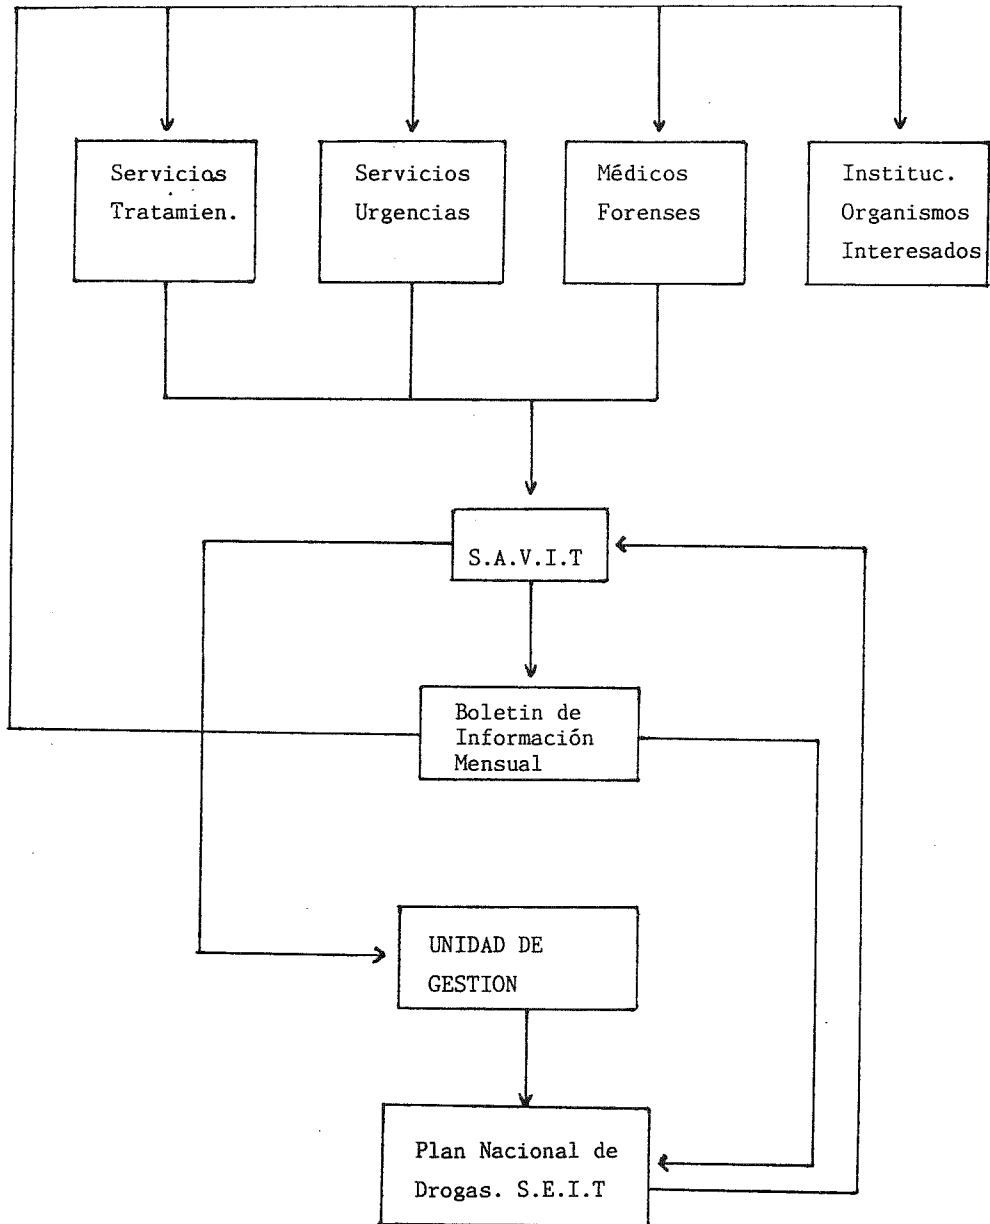 Servicios
Tratamien.
Servicios
Urgencias
Médicos
Forenses
Instituc.
Organismos
Interesados
S.A.V.I.T
Boletin de
Información
Mensual
UNIDAD DE
GESTION
Plan Nacional de
Drogas. S.E.I.T